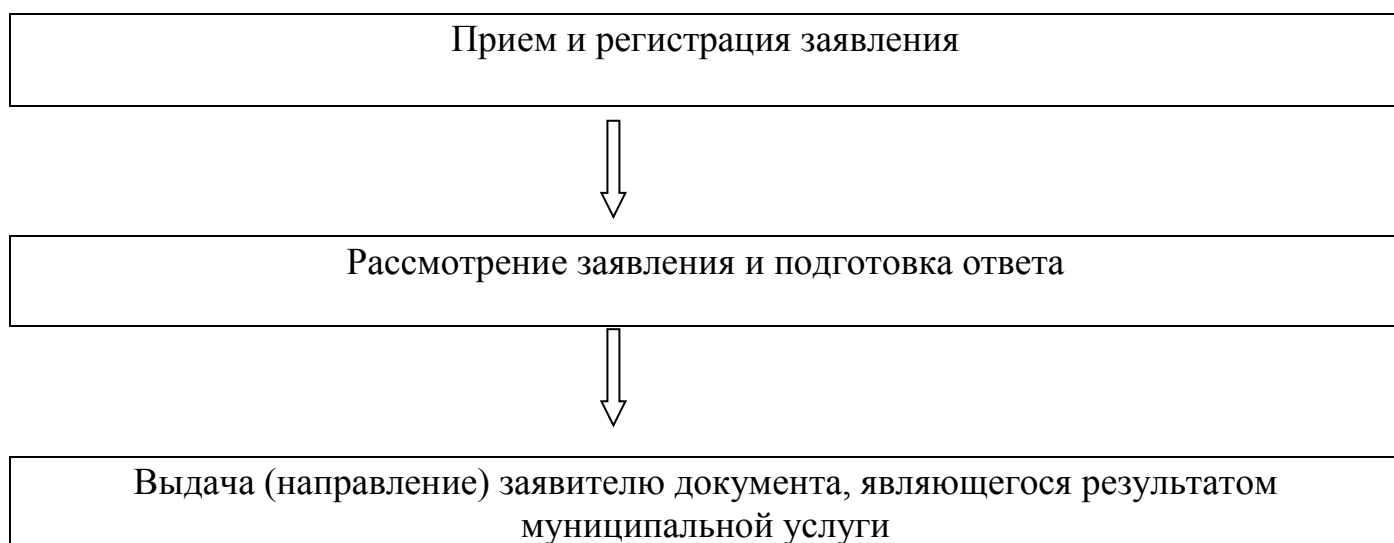 Прием и регистрация заявления
Рассмотрение заявления и подготовка ответа
Выдача (направление) заявителю документа, являющегося результатом
муниципальной услуги